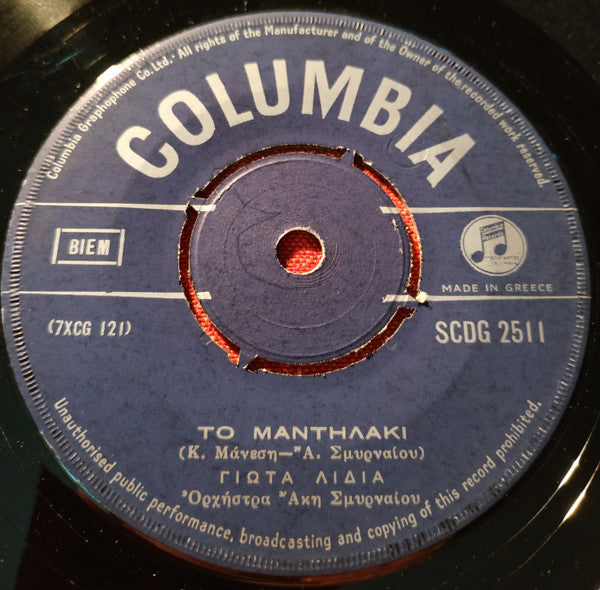 Columbia Graphophone Co. Ltd. - All rights of the Manufacturer and of the Owner of the recorded work reserved.
COLUMBIA
BIEM
MADE IN GREECE
(7XCG 121)
SCDG 2511
ΤΟ ΜΑΝΤΗΛΑΚΙ
(Κ. Μάνεση—Ἄ. Σμυρναίου)
ΓΙΩΤΑ ΛΙΔΙΑ
Ὀρχήστρα Ἄκη Σμυρναίου
Unauthorised public performance, broadcasting and copying of this record prohibited.